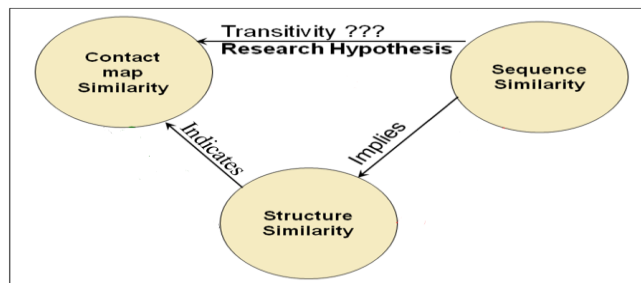 Transitivity ???
Research Hypothesis
Contact
map
Similarity
Sequence
Similarity
Indicates
Implies
Structure
Similarity